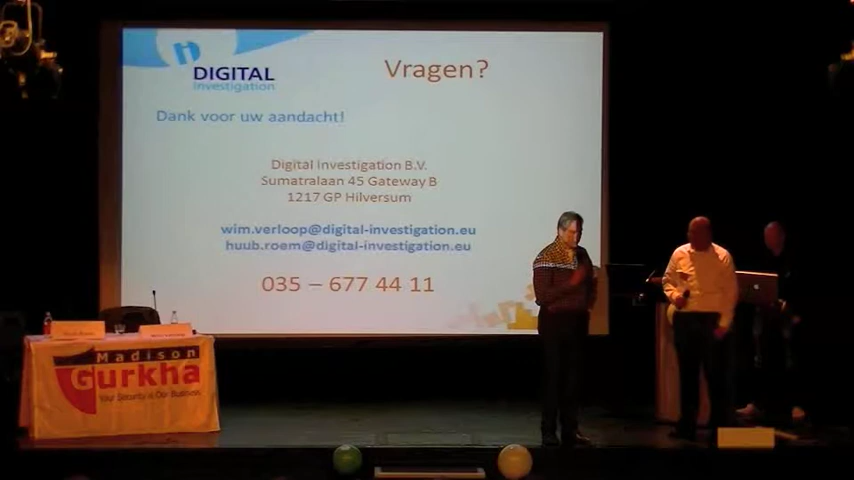 DIGITAL
investigation
Vragen?
Dank voor uw aandacht!
Digital Investigation B.V.
Sumatralaan 45 Gateway B
1217 GP Hilversum
wim.verloop@digital-investigation.eu
huub.roem@digital-investigation.eu
035 – 677 44 11
Madison
Gurkha
Your Security is Our Business